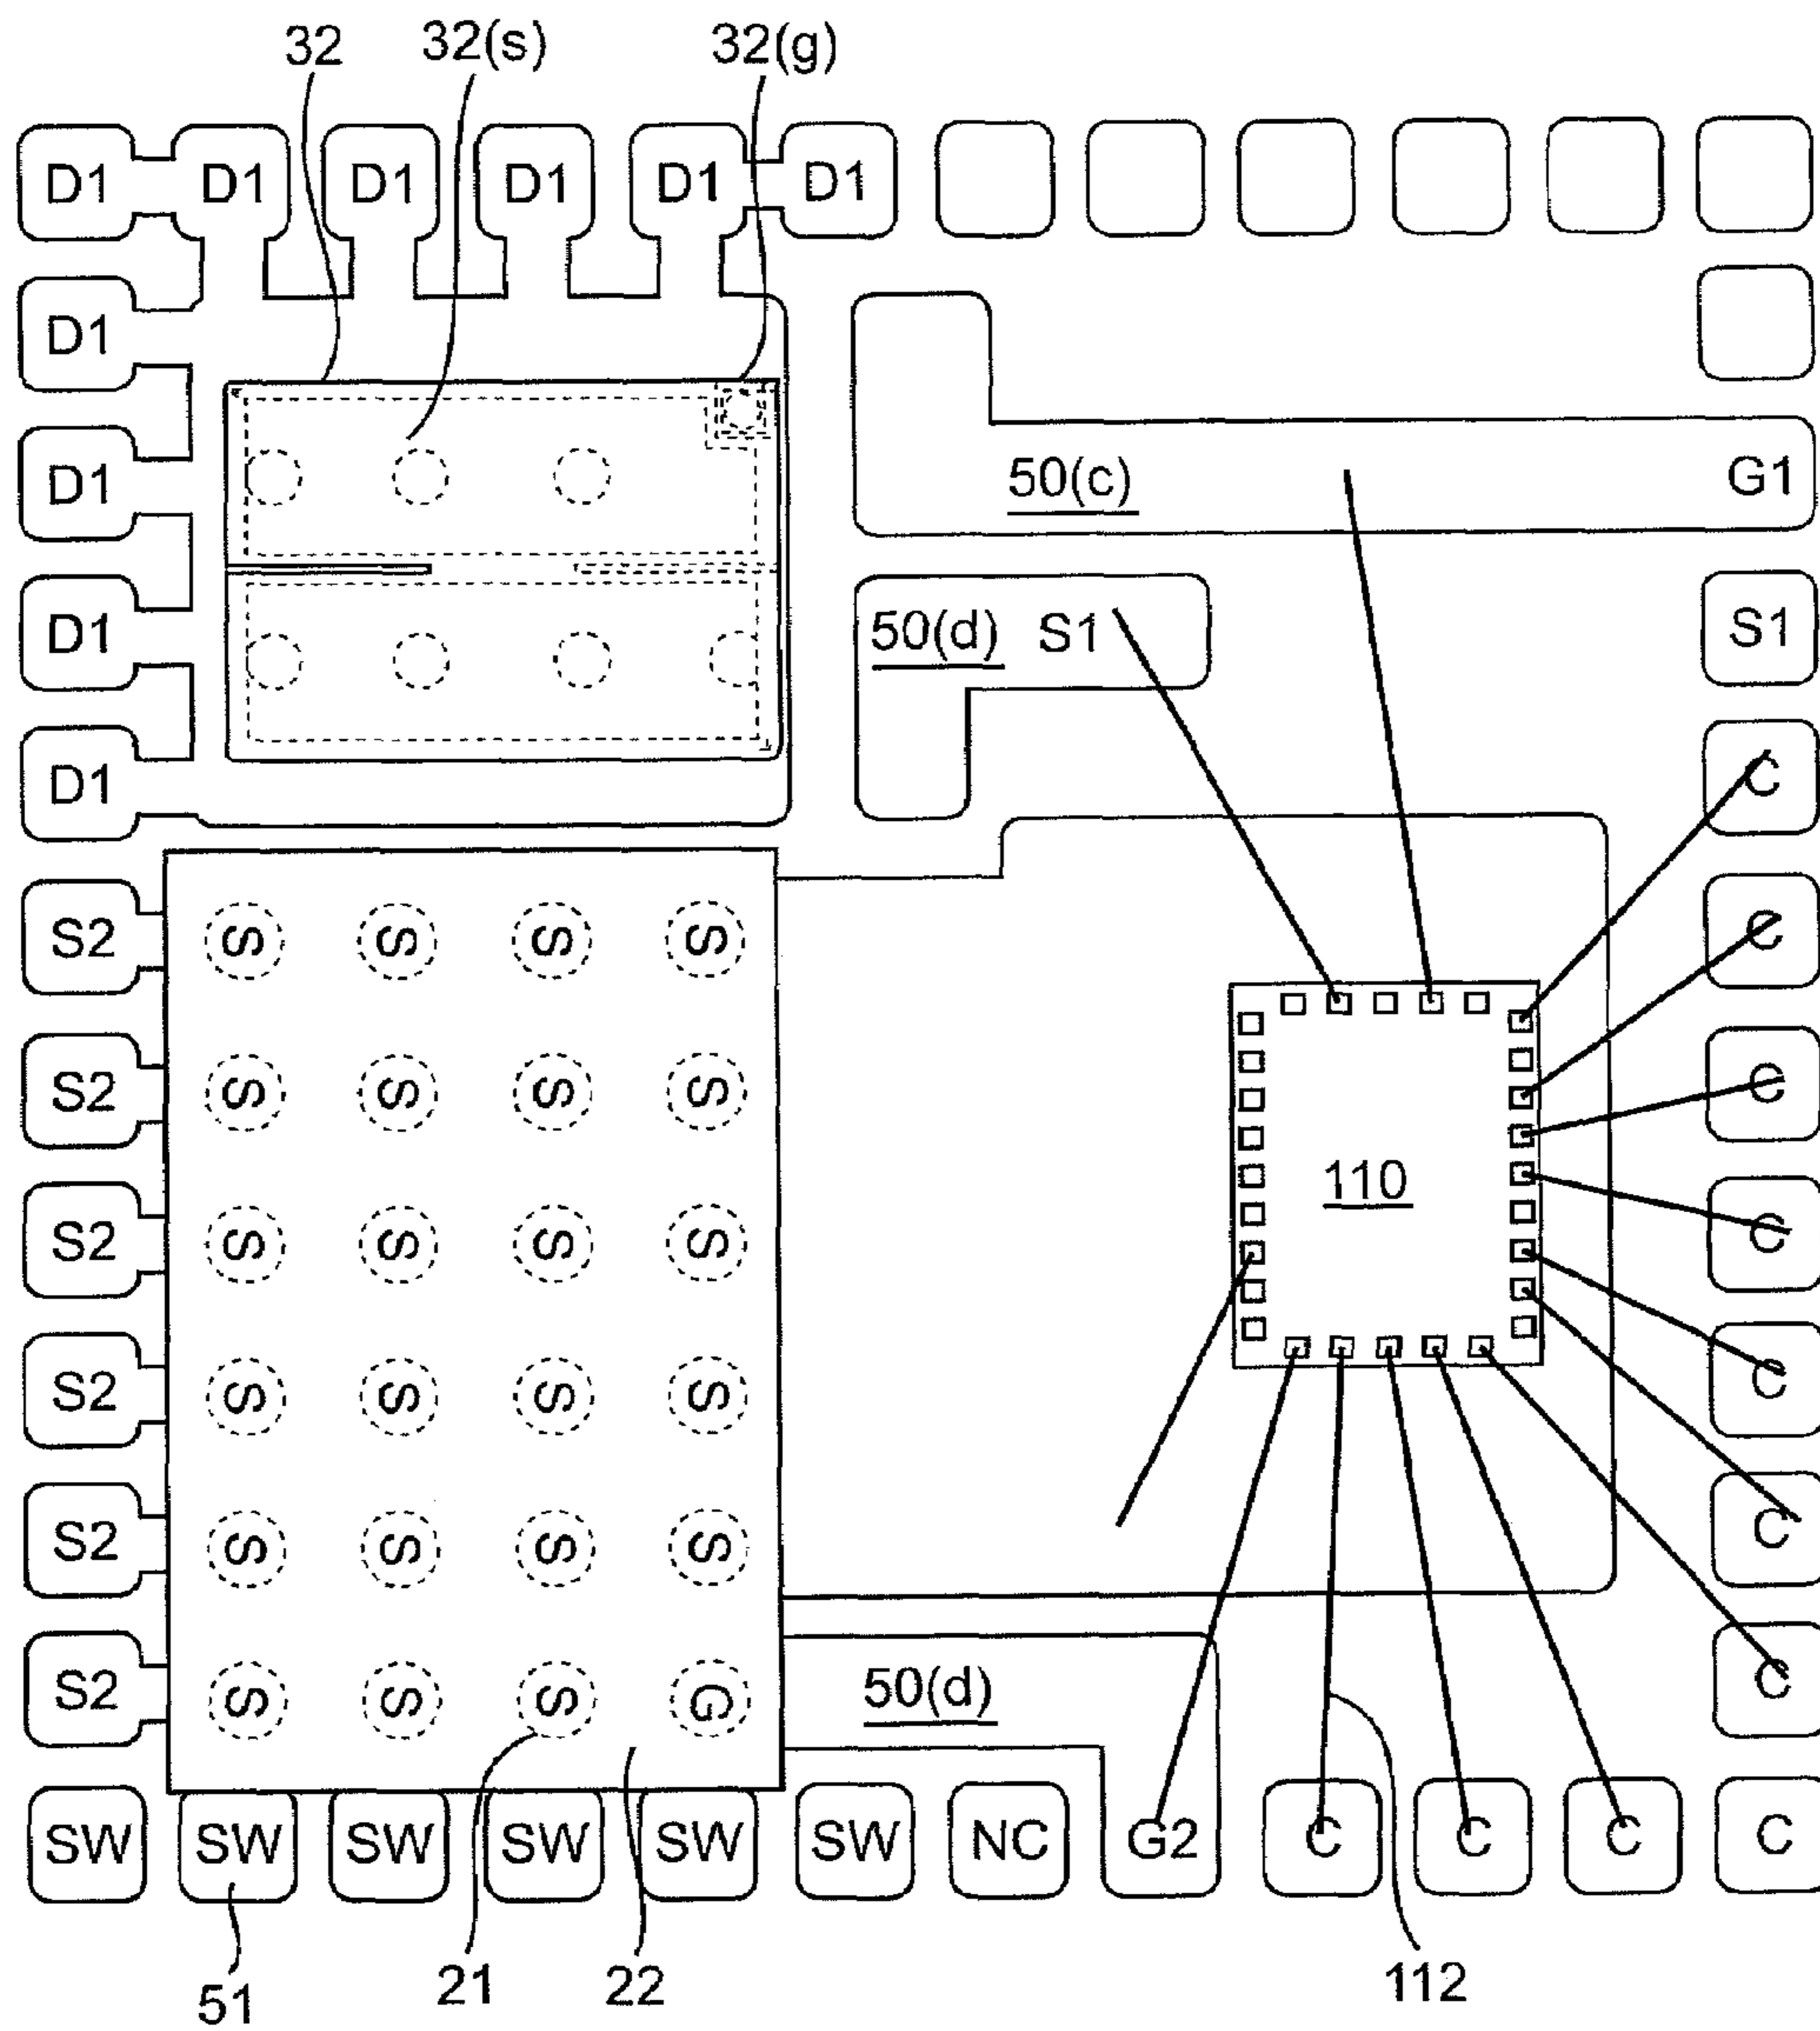 32 32(s) 32(g)
D1 D1 D1 D1 D1 D1
D1
D1 50(c) G1
D1 50(d) S1 S1
D1 C
S2 S S S S C
S2 S S S S C
S2 S S S S 110 C
S2 S S S S C
S2 S S S S C
S2 S S S G 50(d) C
SW SW SW SW SW SW NC G2 C C C C
51 21 22 112